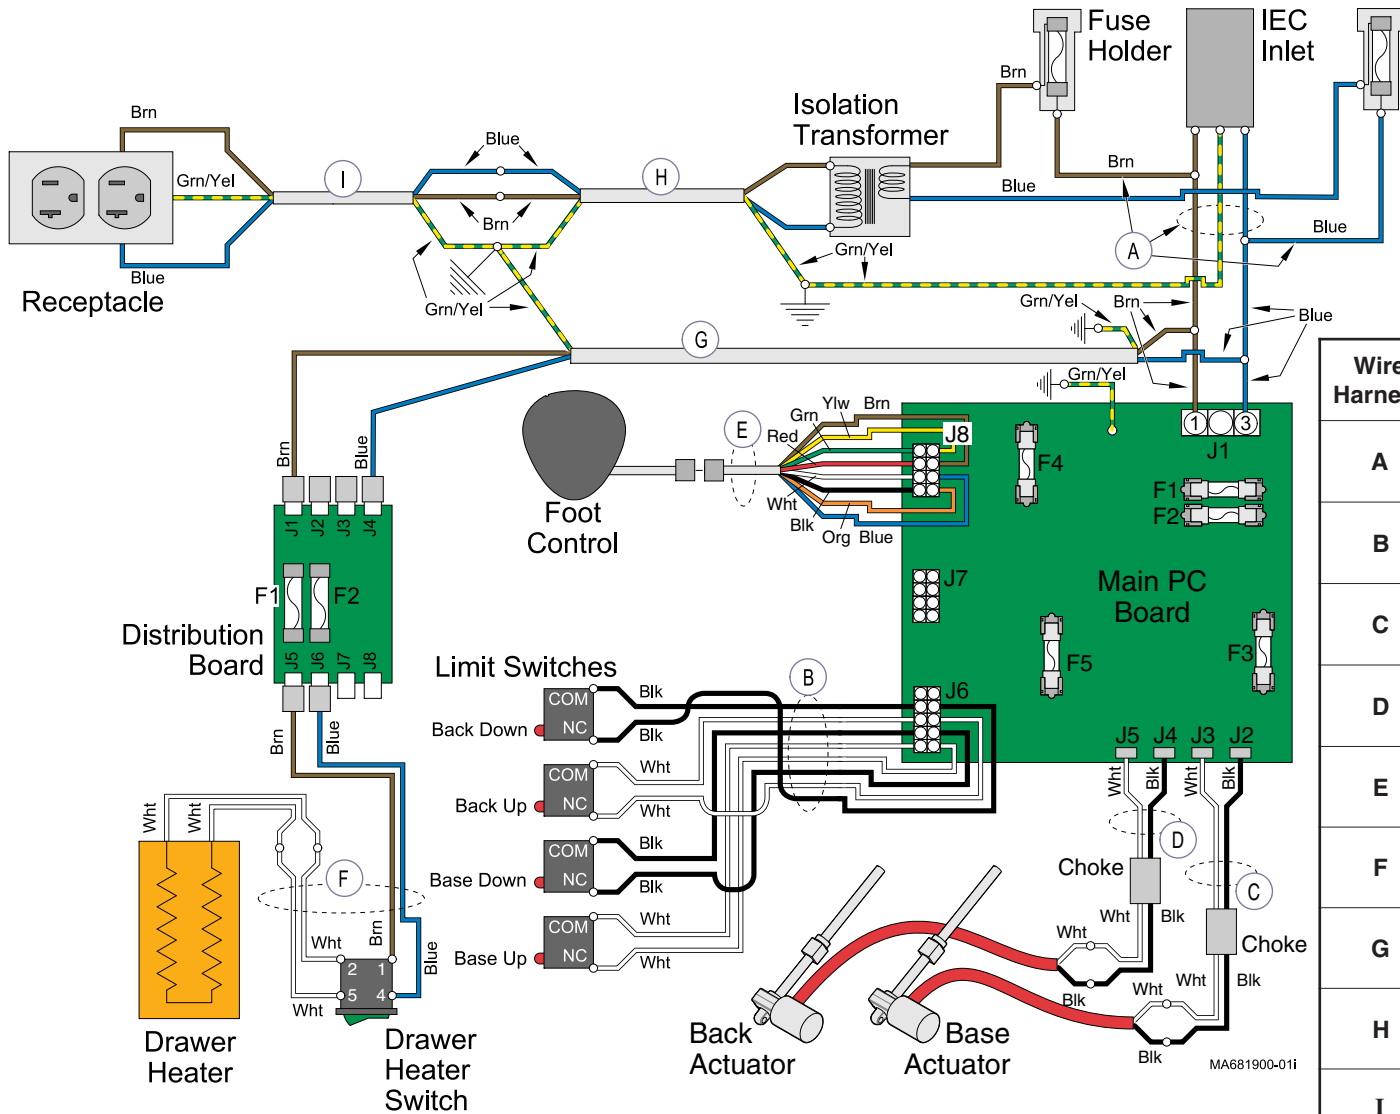 Fuse
Holder
IEC
Inlet
Brn
Isolation
Transformer
Brn
Blue
I
H
Grn/Yel
Brn
Blue
Brn
Blue
A
Blue
Grn/Yel
Receptacle
Grn/Yel
Grn/Yel
Brn
Blue
G
Grn/Yel
Wire
Harne
A
B
C
D
E
F
G
H
I
Brn
Blue
E
Grn
Ylw
Brn
Red
Wht
Blk
Org
Blue
J8
F4
1
3
J1
F1
F2
Foot
Control
J1
J2
J3
J4
F1
F2
J5
J6
J7
J8
Distribution
Board
J7
Main PC
Board
F5
F3
J6
J5
J4
J3
J2
Limit Switches
B
COM
NC
Back Down
Blk
Blk
COM
NC
Back Up
Wht
Wht
COM
NC
Base Down
Blk
Blk
COM
NC
Base Up
Wht
Wht
Brn
Blue
Wht
Wht
F
Wht
Brn
Blue
2
1
5
4
Wht
Drawer
Heater
Drawer
Heater
Switch
Wht
Blk
Wht
Blk
D
Choke
C
Wht
Blk
Choke
Wht
Blk
Wht
Blk
Wht
Blk
Back
Actuator
Base
Actuator
MA681900-01i